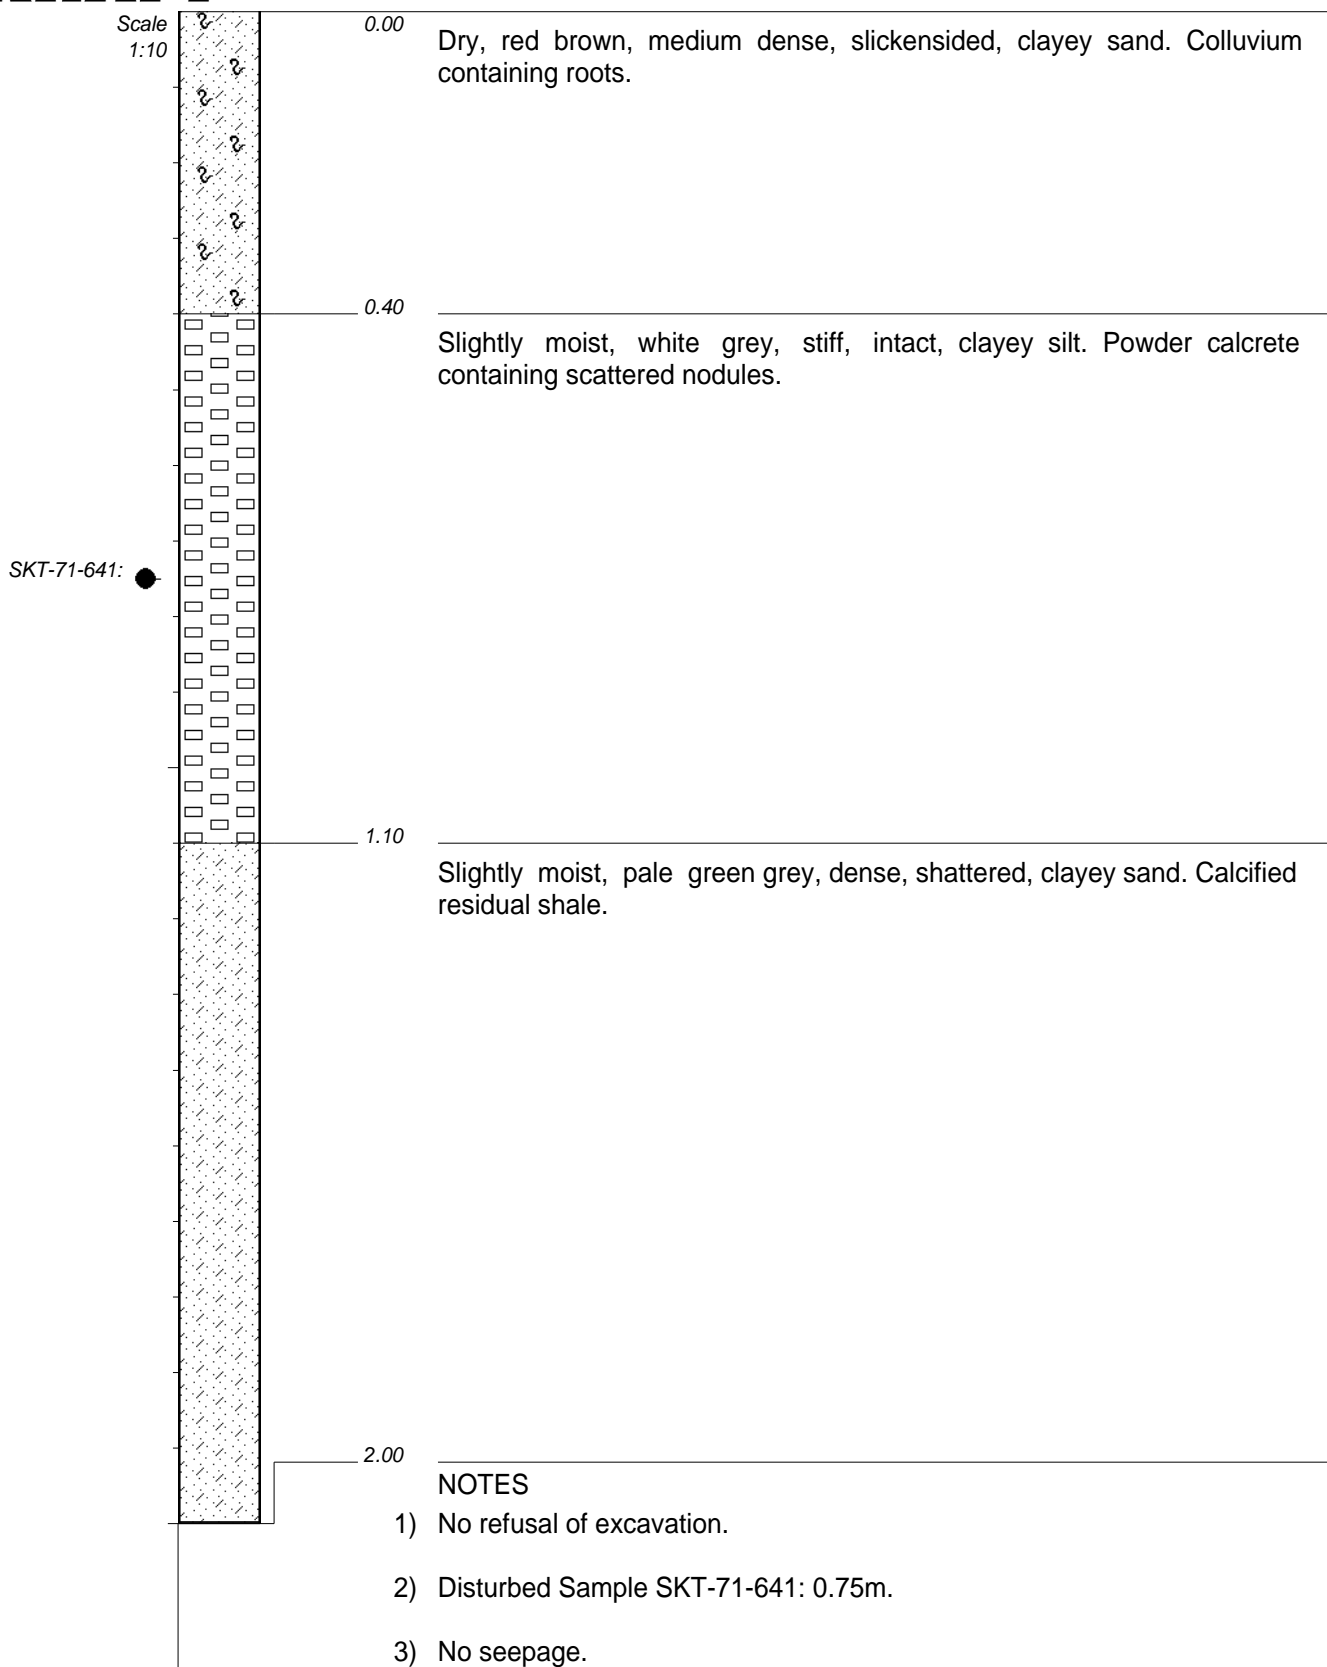 Scale
1:10
0.00
Dry, red brown, medium dense, slickensided, clayey sand. Colluvium
containing roots.
0.40
Slightly moist, white grey, stiff, intact, clayey silt. Powder calcrete
containing scattered nodules.
SKT-71-641:
1.10
Slightly moist, pale green grey, dense, shattered, clayey sand. Calcified
residual shale.
2.00
NOTES
1) No refusal of excavation.
2) Disturbed Sample SKT-71-641: 0.75m.
3) No seepage.